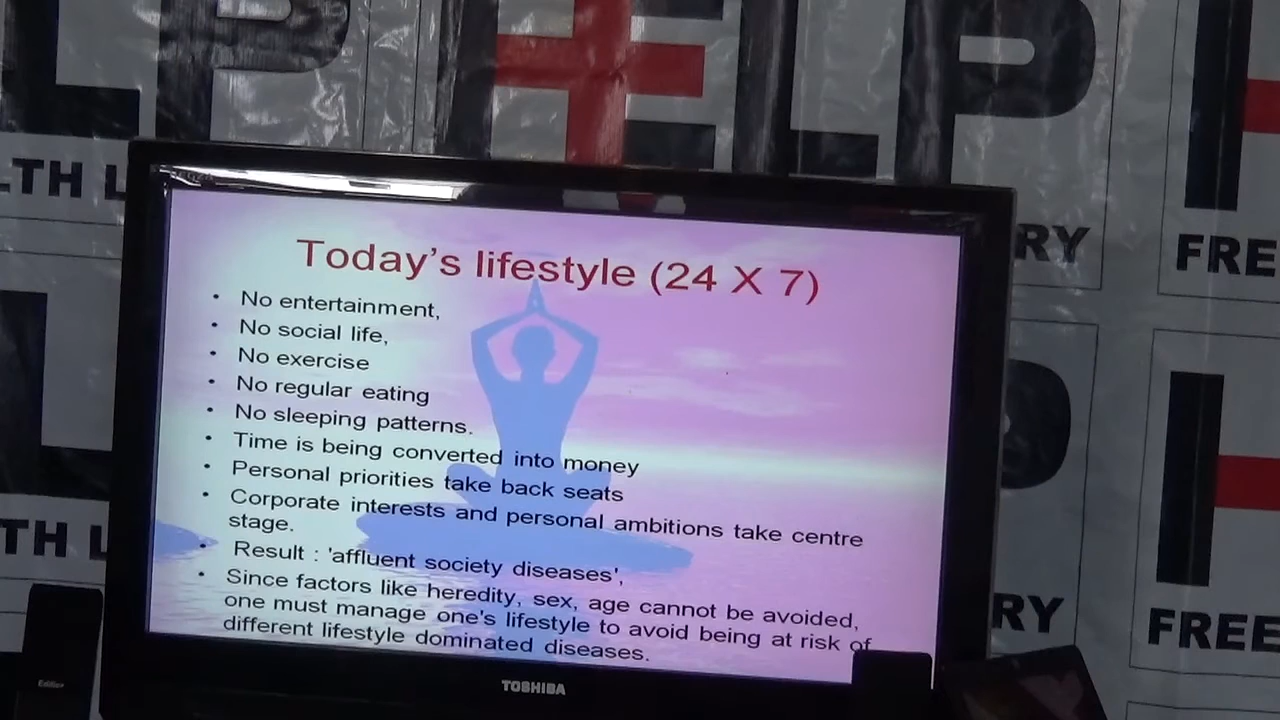 HELP
LTH L
RY
FREE
Today's lifestyle (24 X 7)
• No entertainment,
• No social life,
• No exercise
• No regular eating
• No sleeping patterns.
• Time is being converted into money
• Personal priorities take back seats
• Corporate interests and personal ambitions take centre
stage.
• Result : 'affluent society diseases',
• Since factors like heredity, sex, age cannot be avoided,
one must manage one's lifestyle to avoid being at risk of
different lifestyle dominated diseases.
TH L
RY
FREE
Edifier
TOSHIBA